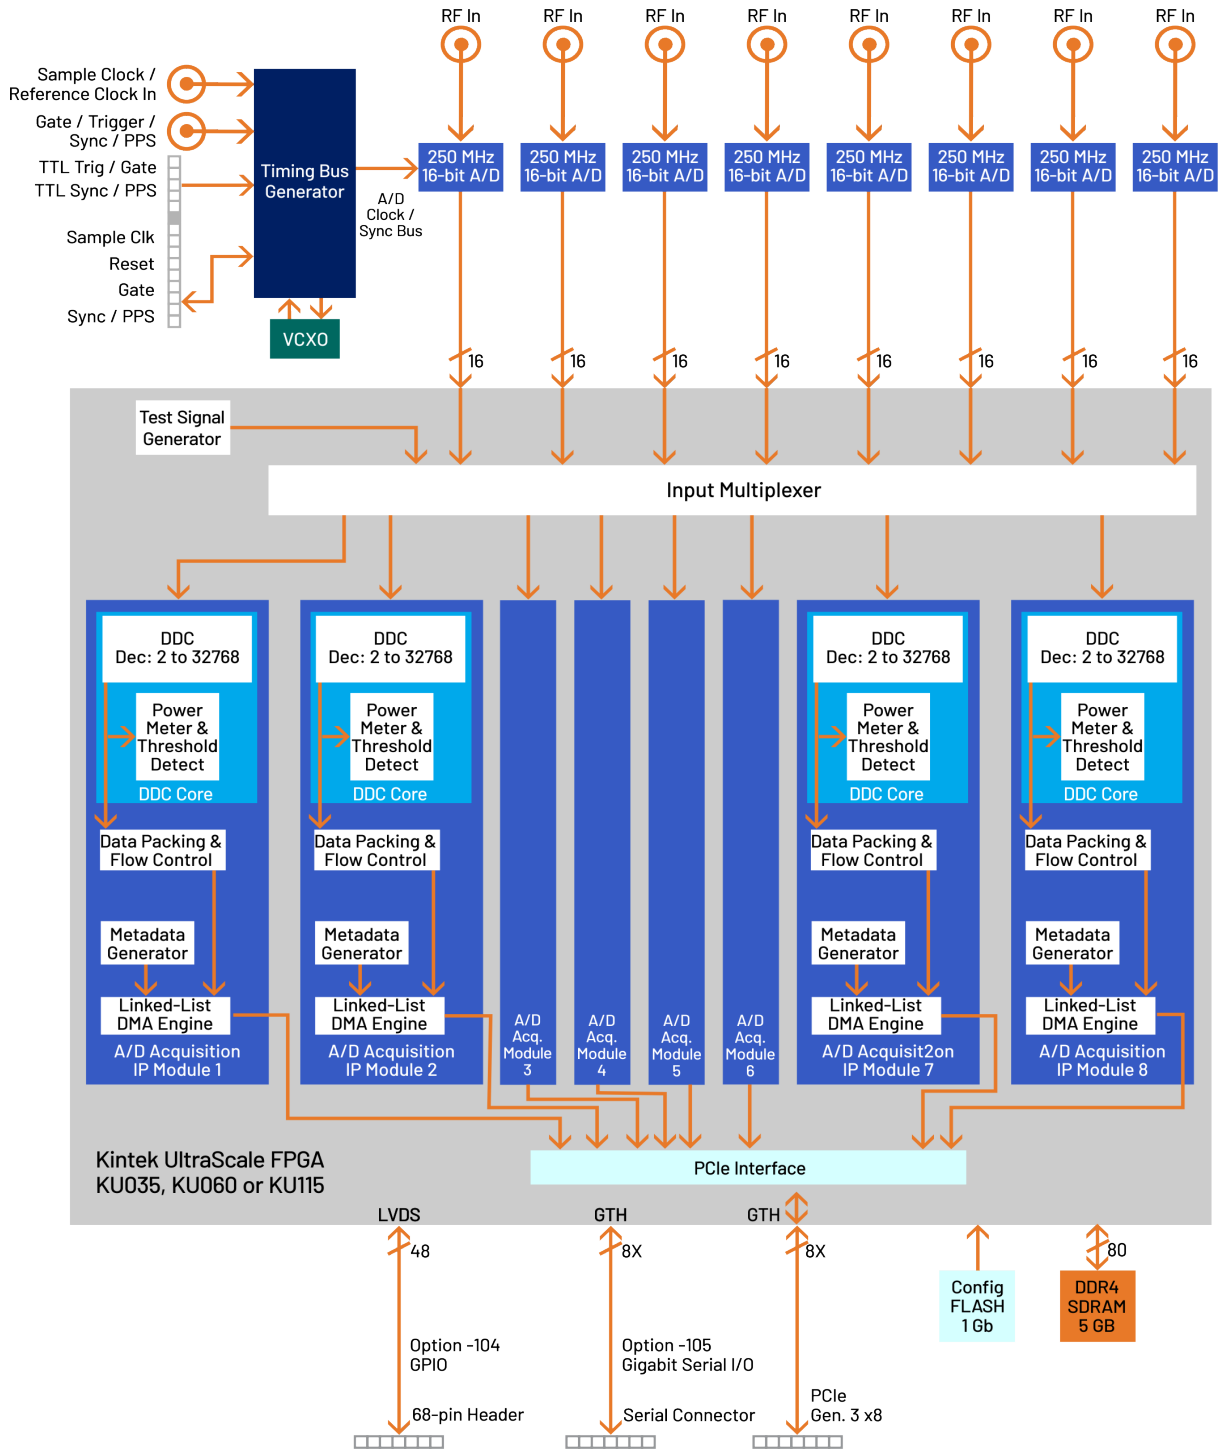 RF In
RF In
RF In
RF In
RF In
RF In
RF In
RF In
Sample Clock /
Reference Clock In
Gate / Trigger /
Sync / PPS
TTL Trig / Gate
TTL Sync / PPS
Sample Clk
Reset
Gate
Sync / PPS
Timing Bus
Generator
VCXO
A/D
Clock /
Sync Bus
250 MHz
16-bit A/D
250 MHz
16-bit A/D
250 MHz
16-bit A/D
250 MHz
16-bit A/D
250 MHz
16-bit A/D
250 MHz
16-bit A/D
250 MHz
16-bit A/D
250 MHz
16-bit A/D
16
16
16
16
16
16
16
16
Test Signal
Generator
Input Multiplexer
DDC
Dec: 2 to 32768
Power
Meter &
Threshold
Detect
DDC Core
Data Packing &
Flow Control
Metadata
Generator
Linked-List
DMA Engine
A/D Acquisition
IP Module 1
DDC
Dec: 2 to 32768
Power
Meter &
Threshold
Detect
DDC Core
Data Packing &
Flow Control
Metadata
Generator
Linked-List
DMA Engine
A/D Acquisition
IP Module 2
A/D
Acq.
Module
3
A/D
Acq.
Module
4
A/D
Acq.
Module
5
A/D
Acq.
Module
6
DDC
Dec: 2 to 32768
Power
Meter &
Threshold
Detect
DDC Core
Data Packing &
Flow Control
Metadata
Generator
Linked-List
DMA Engine
A/D Acquisit2on
IP Module 7
DDC
Dec: 2 to 32768
Power
Meter &
Threshold
Detect
DDC Core
Data Packing &
Flow Control
Metadata
Generator
Linked-List
DMA Engine
A/D Acquisition
IP Module 8
PCIe Interface
Kintek UltraScale FPGA
KU035, KU060 or KU115
LVDS
GTH
GTH
48
8X
8X
80
Config
FLASH
1 Gb
DDR4
SDRAM
5 GB
Option -104
GPIO
Option -105
Gigabit Serial I/O
68-pin Header
Serial Connector
PCIe
Gen. 3 x8